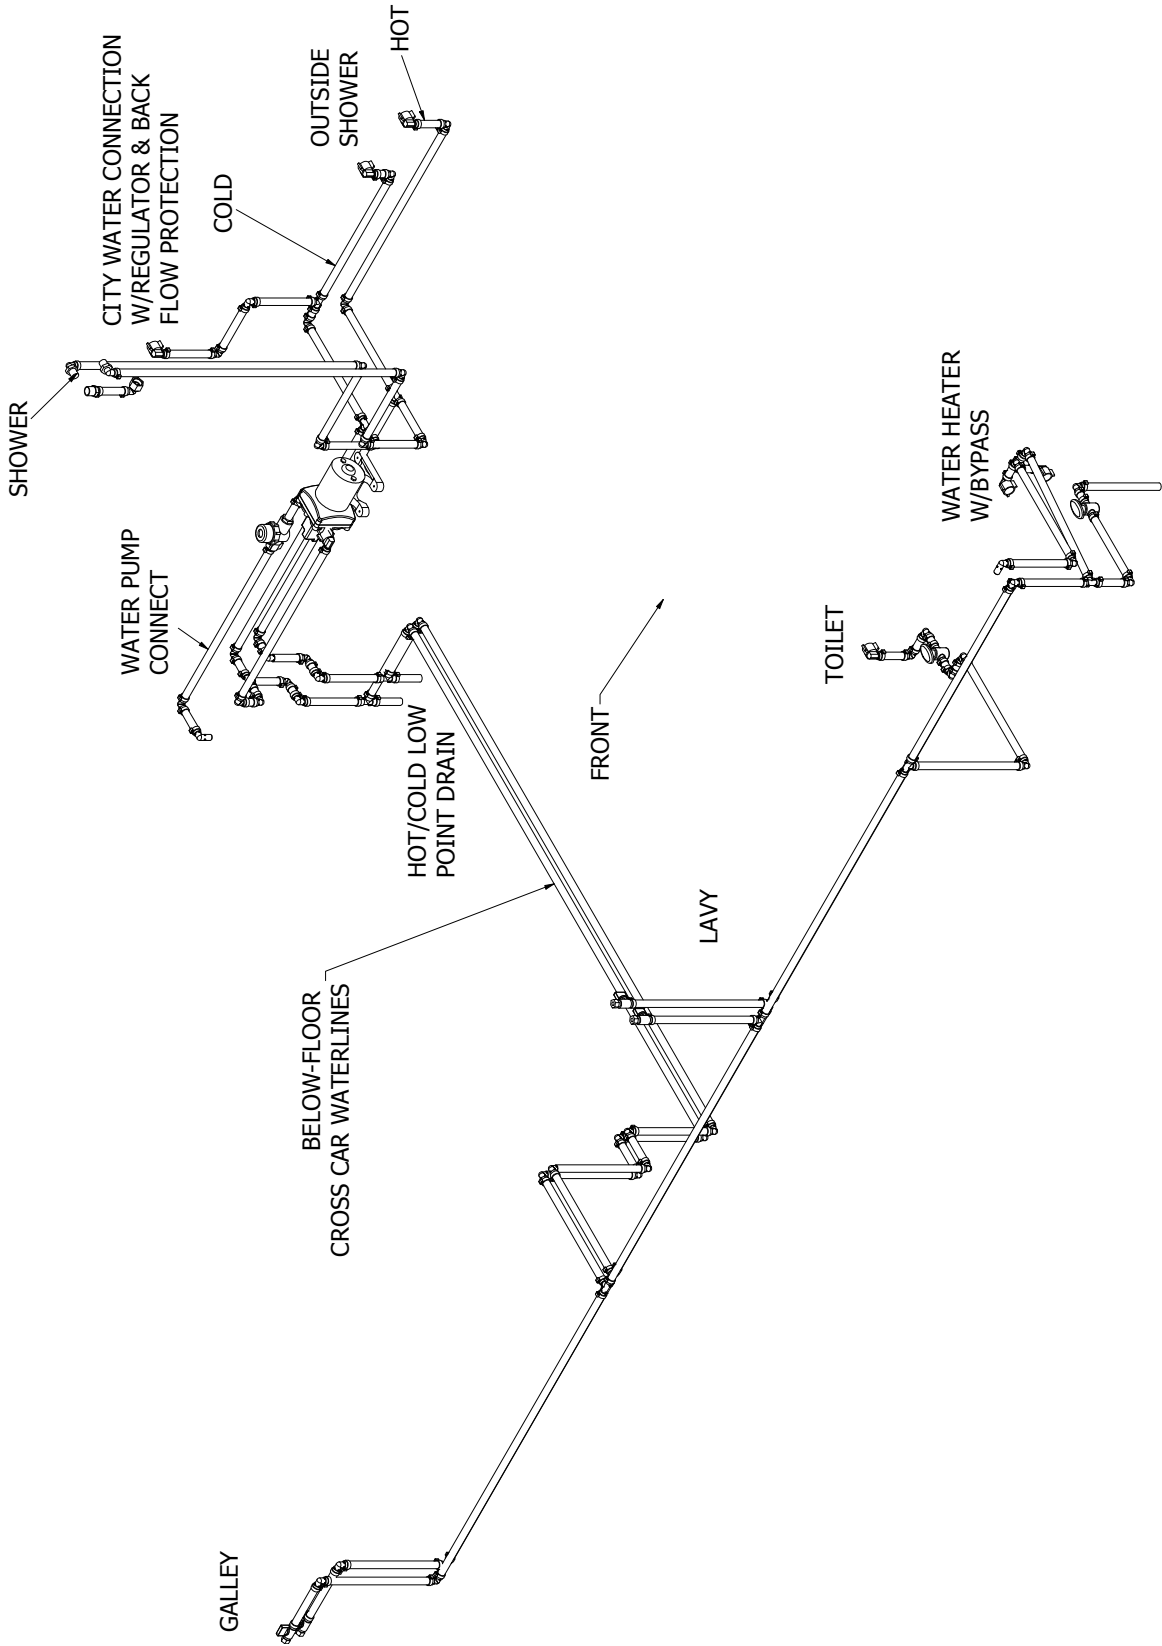 SHOWER
CITY WATER CONNECTION
W/REGULATOR & BACK
FLOW PROTECTION
COLD
OUTSIDE
SHOWER
HOT
WATER PUMP
CONNECT
HOT/COLD LOW
POINT DRAIN
FRONT
WATER HEATER
W/BYPASS
TOILET
LAVY
BELOW-FLOOR
CROSS CAR WATERLINES
GALLEY